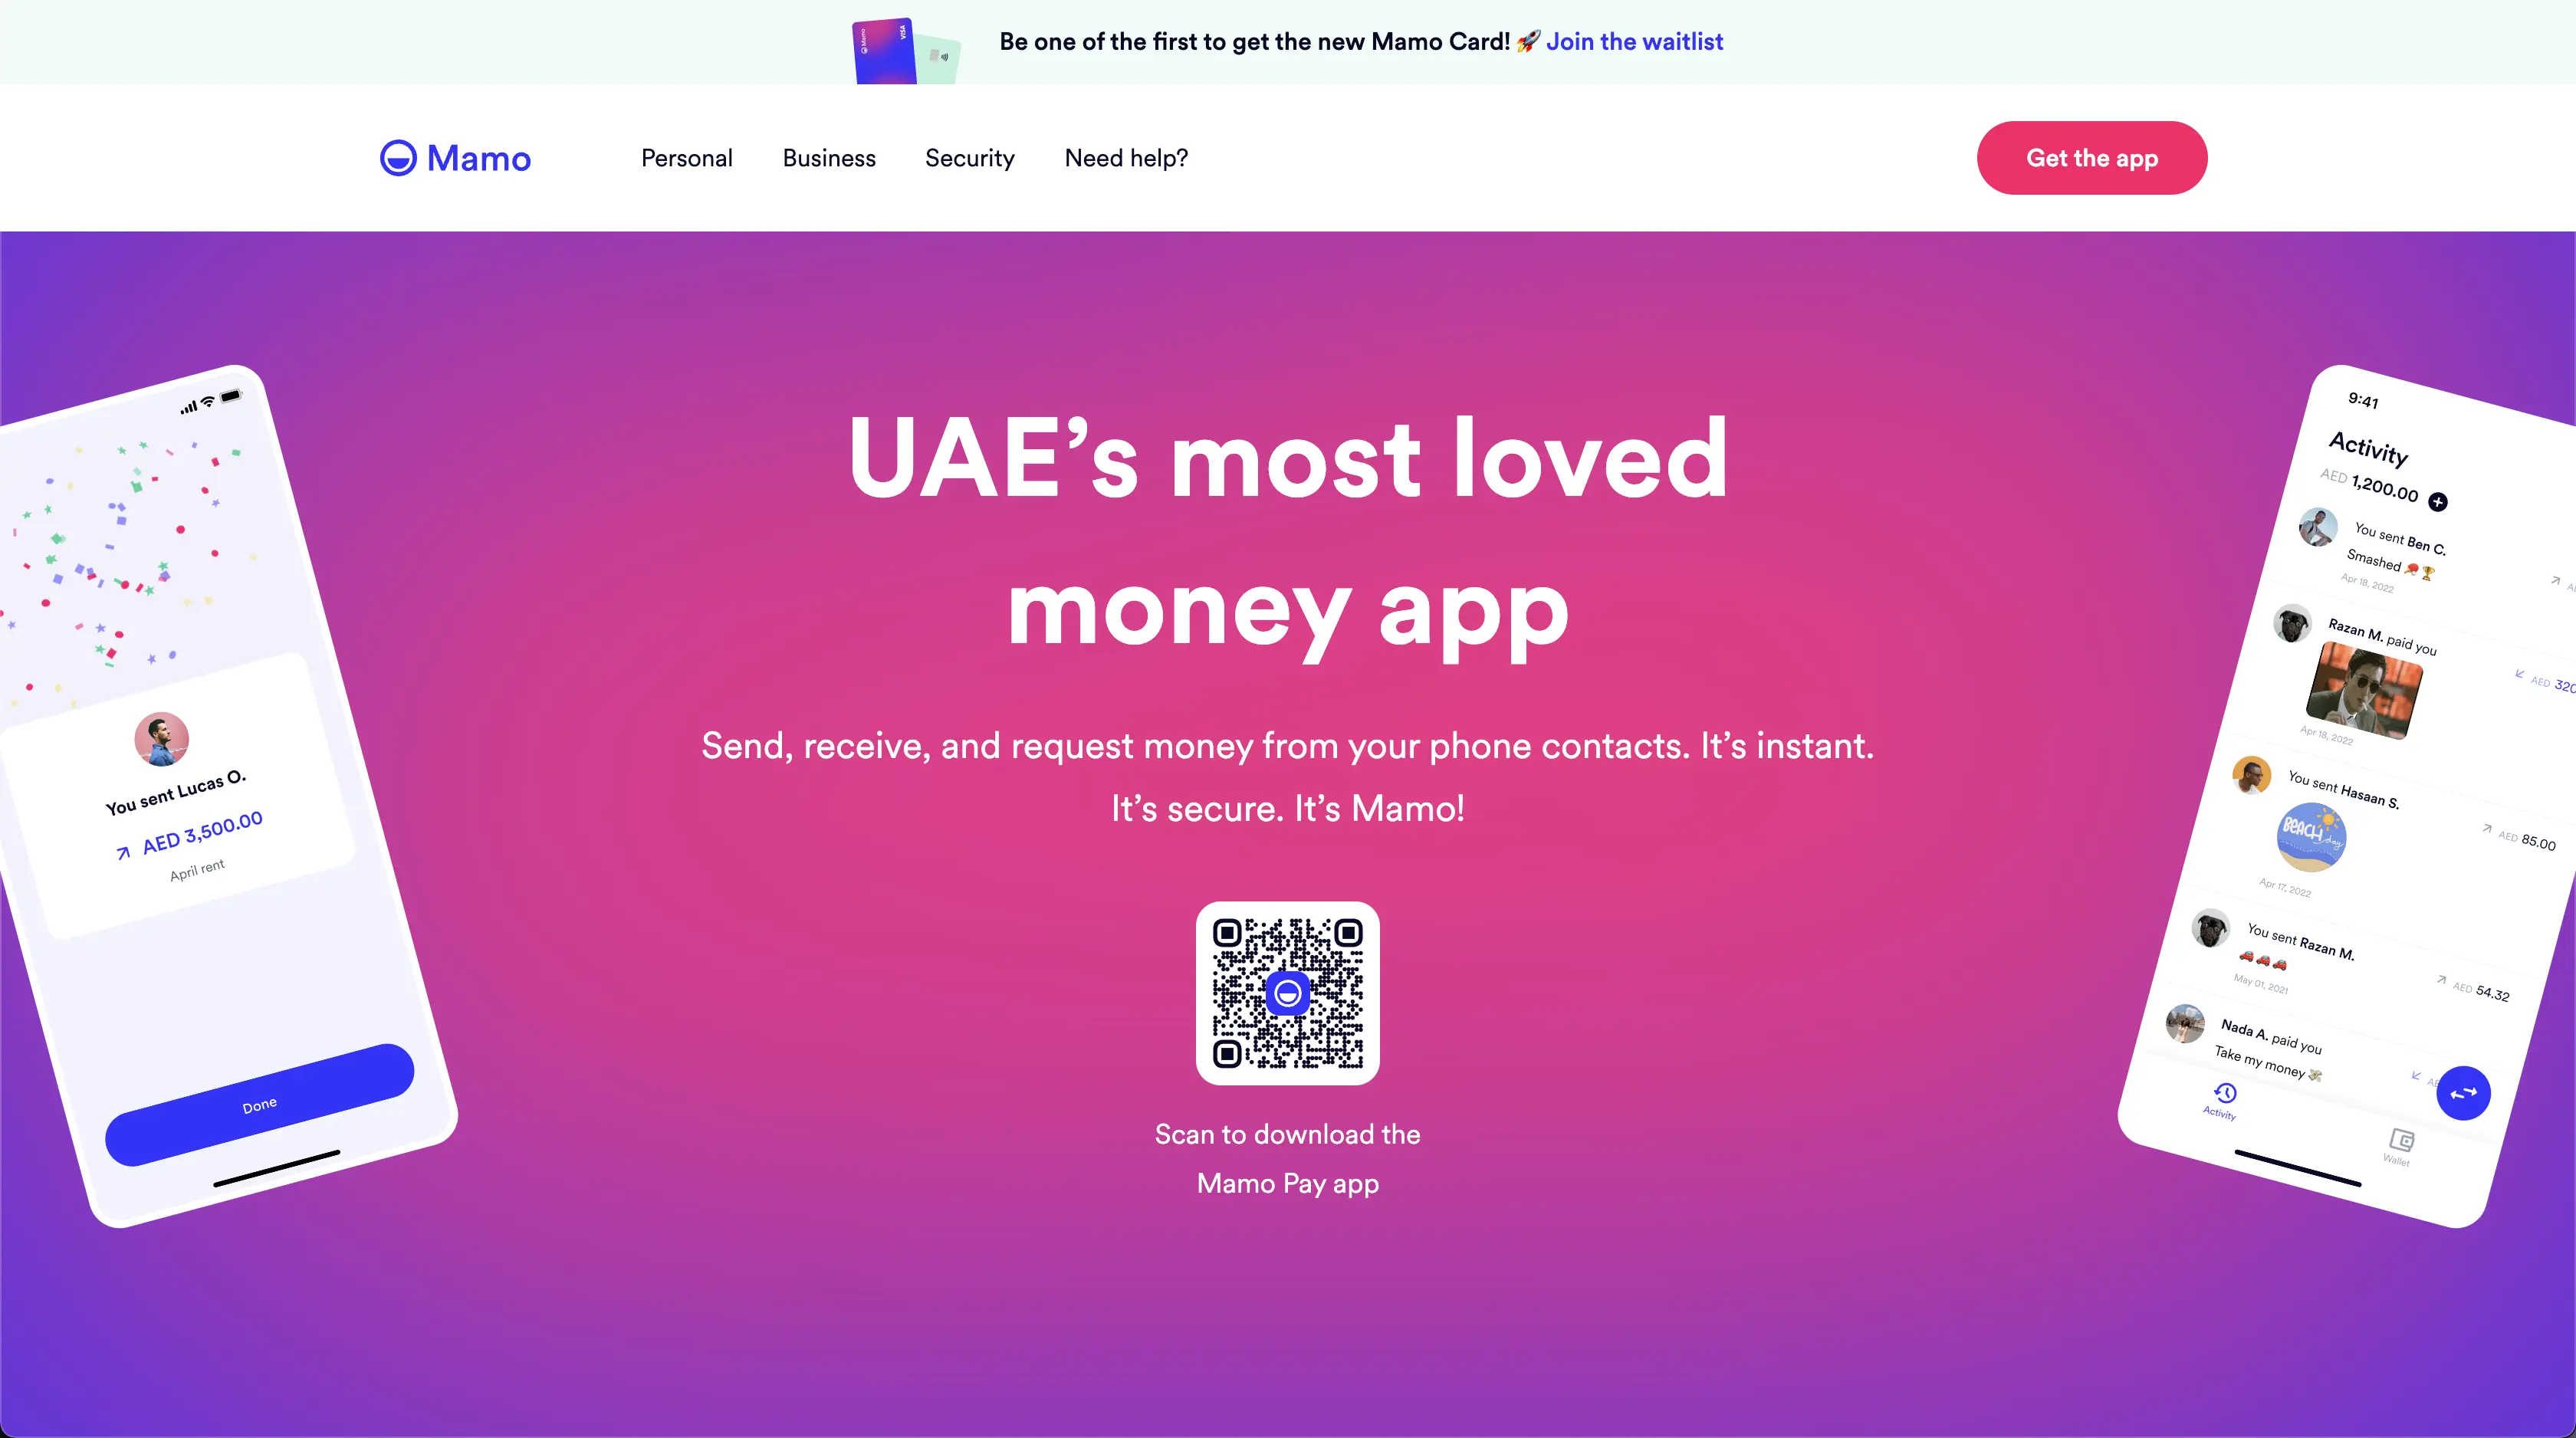 Mamo
VISA
Be one of the first to get the new Mamo Card! 🚀 Join the waitlist
Mamo
Personal
Business
Security
Need help?
Get the app
UAE’s most loved
money app
Send, receive, and request money from your phone contacts. It’s instant.
It’s secure. It’s Mamo!
Scan to download the
Mamo Pay app
You sent Lucas O.
AED 3,500.00
April rent
Done
9:41
Activity
AED 1,200.00
You sent Ben C.
Smashed 🏓🏆
Apr 18, 2022
Razan M. paid you
AED 320
Apr 18, 2022
You sent Hasaan S.
AED 85.00
BEACH day
Apr 17, 2022
You sent Razan M.
🚗🚗🚗
AED 54.32
May 01, 2021
Nada A. paid you
Take my money 💸
Activity
Wallet